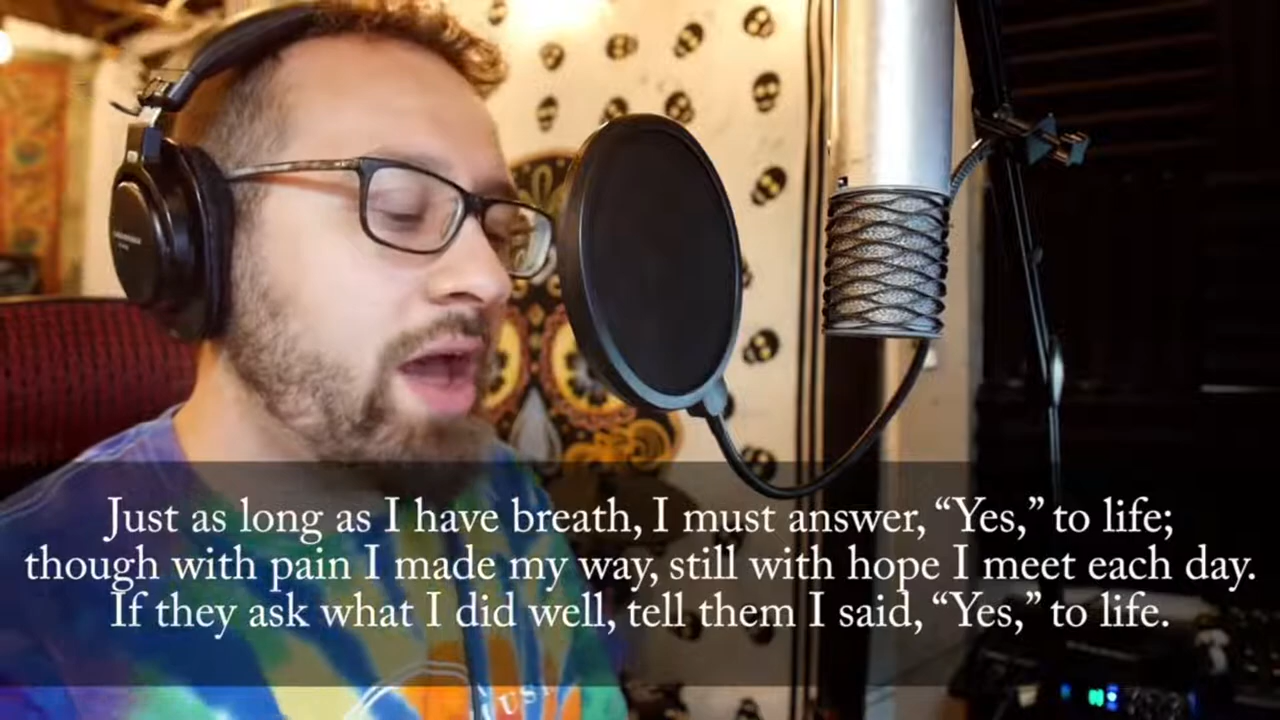 Just as long as I have breath, I must answer, “Yes,” to life;
though with pain I made my way, still with hope I meet each day.
If they ask what I did well, tell them I said, “Yes,” to life.